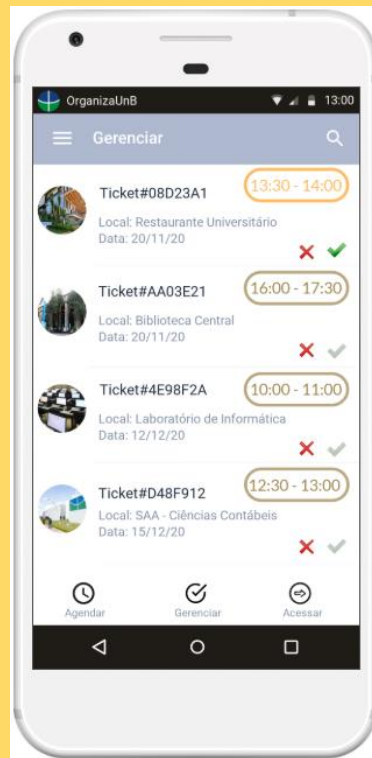 OrganizaUnB 13:00
Gerenciar
Ticket#08D23A1 13:30 - 14:00
Local: Restaurante Universitário
Data: 20/11/20
Ticket#AA03E21 16:00 - 17:30
Local: Biblioteca Central
Data: 20/11/20
Ticket#4E98F2A 10:00 - 11:00
Local: Laboratório de Informática
Data: 12/12/20
Ticket#D48F912 12:30 - 13:00
Local: SAA - Ciências Contábeis
Data: 15/12/20
Agendar Gerenciar Acessar